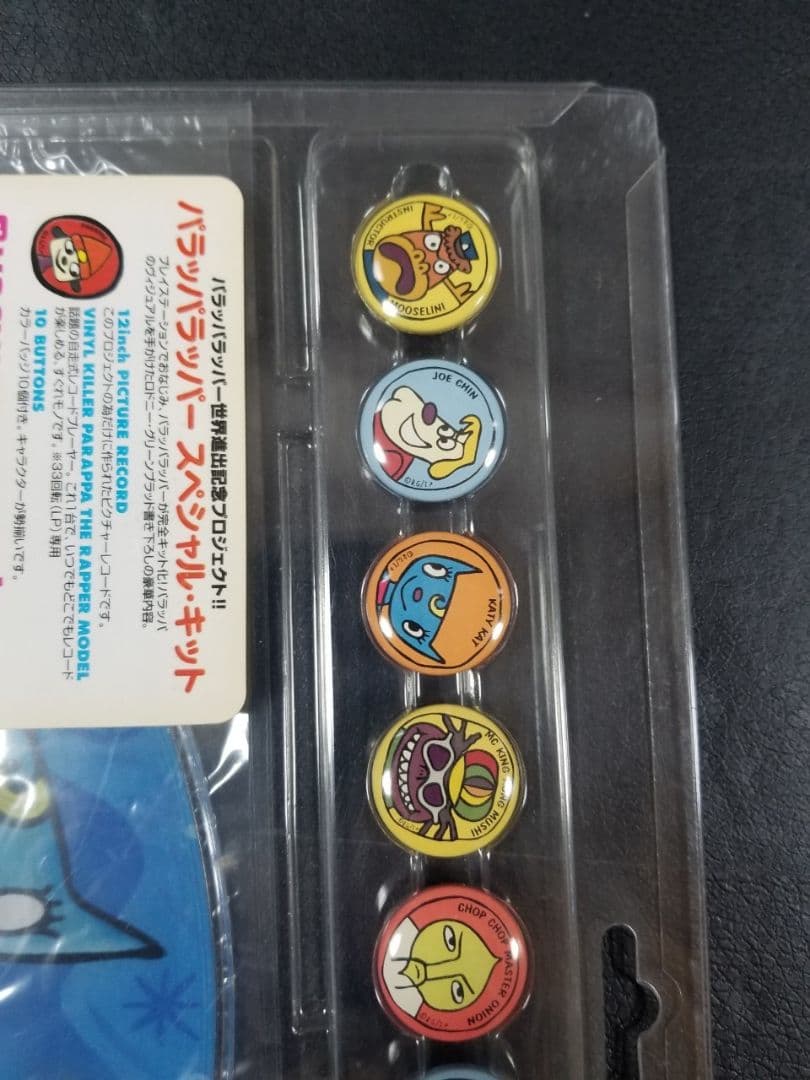 パラッパラッパー世界進出記念プロジェクト!!
パラッパラッパー スペシャル・キット
プレイステーションでおなじみ、パラッパラッパーが完全キット化!パラッパ
のヴィジュアルを手がけたロドニー・グリーンブラット書き下ろしの豪華内容。
12inch PICTURE RECORD
このプロジェクトの為だけに作られたピクチャーレコードです。
VINYL KILLER PARAPPA THE RAPPER MODEL
話題の自走式レコードプレーヤー。これ1台で、いつでもどこでもレコード
が楽しめる、すぐれモノです。※33回転(LP)専用
10 BUTTONS
カラーバッジ10個付き。キャラクターが勢揃いです。
INSTRUCTOR
MOOSELINI
JOE CHIN
KATY KAT
MC KING KONG MUSHI
CHOP CHOP MASTER ONION